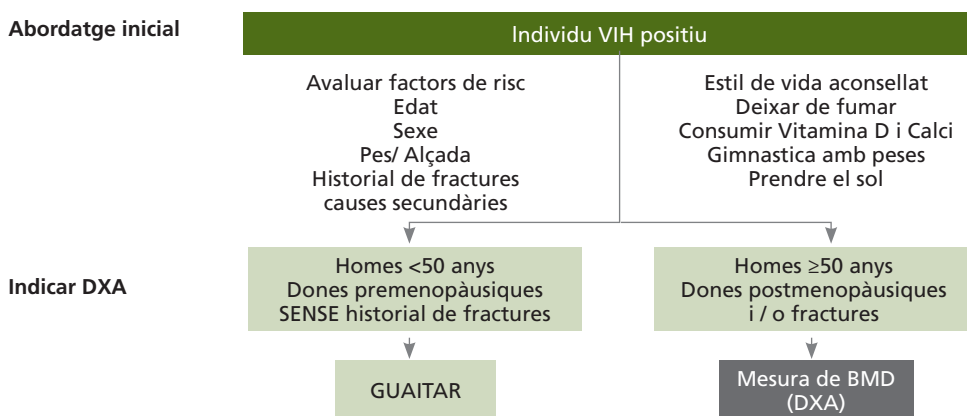 Abordatge inicial
Individu VIH positiu
Avaluar factors de risc
Edat
Sexe
Pes/ Alçada
Historial de fractures
causes secundàries
Estil de vida aconsellat
Deixar de fumar
Consumir Vitamina D i Calci
Gimnastica amb peses
Prendre el sol
Indicar DXA
Homes <50 anys
Dones premenopàusiques
SENSE historial de fractures
Homes ≥50 anys
Dones postmenopàusiques
i / o fractures
GUAITAR
Mesura de BMD
(DXA)